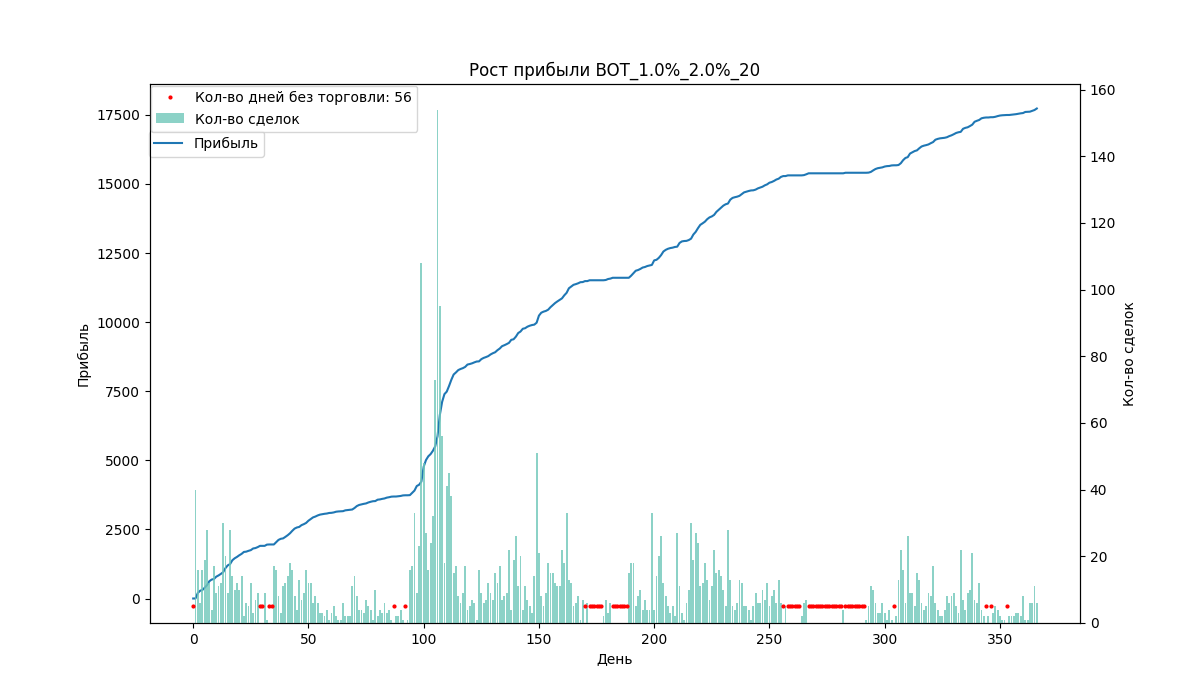 Рост прибыли BOT_1.0%_2.0%_20
Кол-во дней без торговли: 56
Кол-во сделок
Прибыль
17500
15000
12500
10000
7500
5000
2500
0
Прибыль
160
140
120
100
80
60
40
20
0
Кол-во сделок
0 50 100 150 200 250 300 350
День